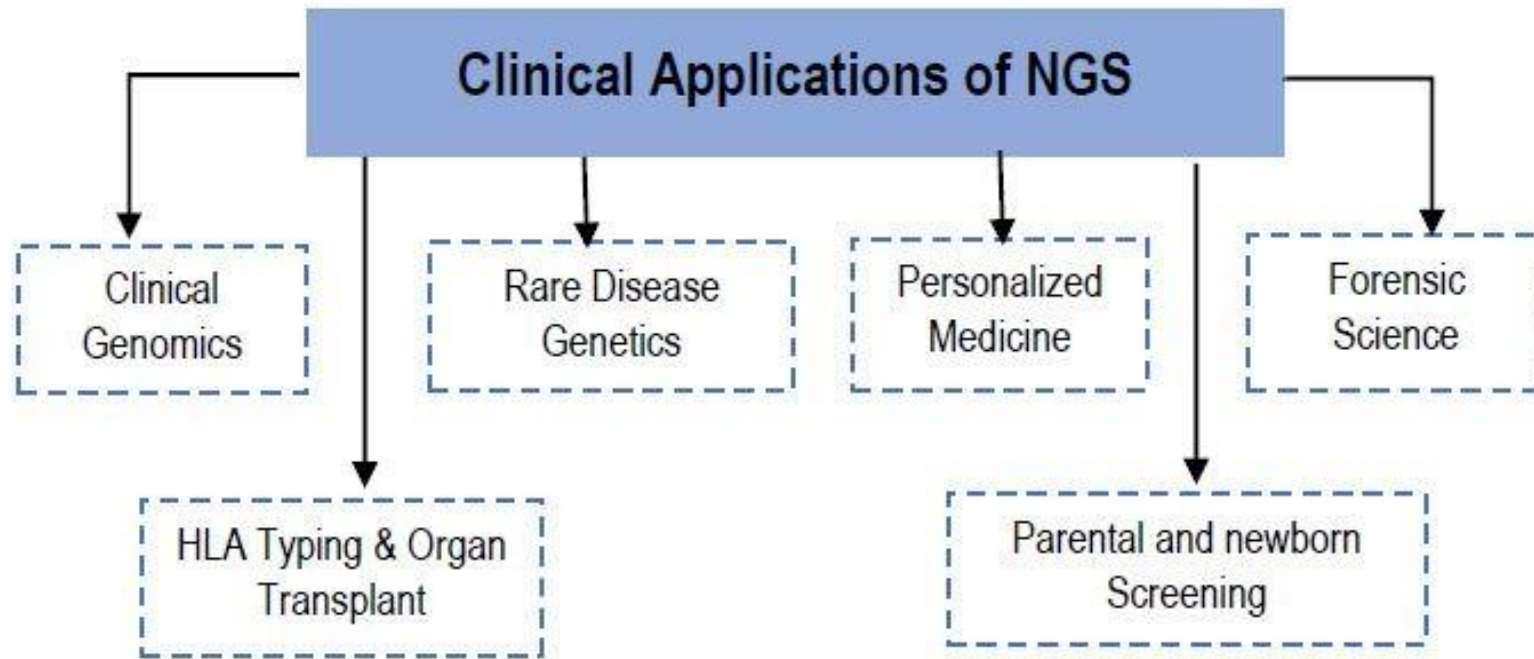 Clinical Applications of NGS
Clinical
Genomics
Rare Disease
Genetics
Personalized
Medicine
Forensic
Science
HLA Typing & Organ
Transplant
Parental and newborn
Screening